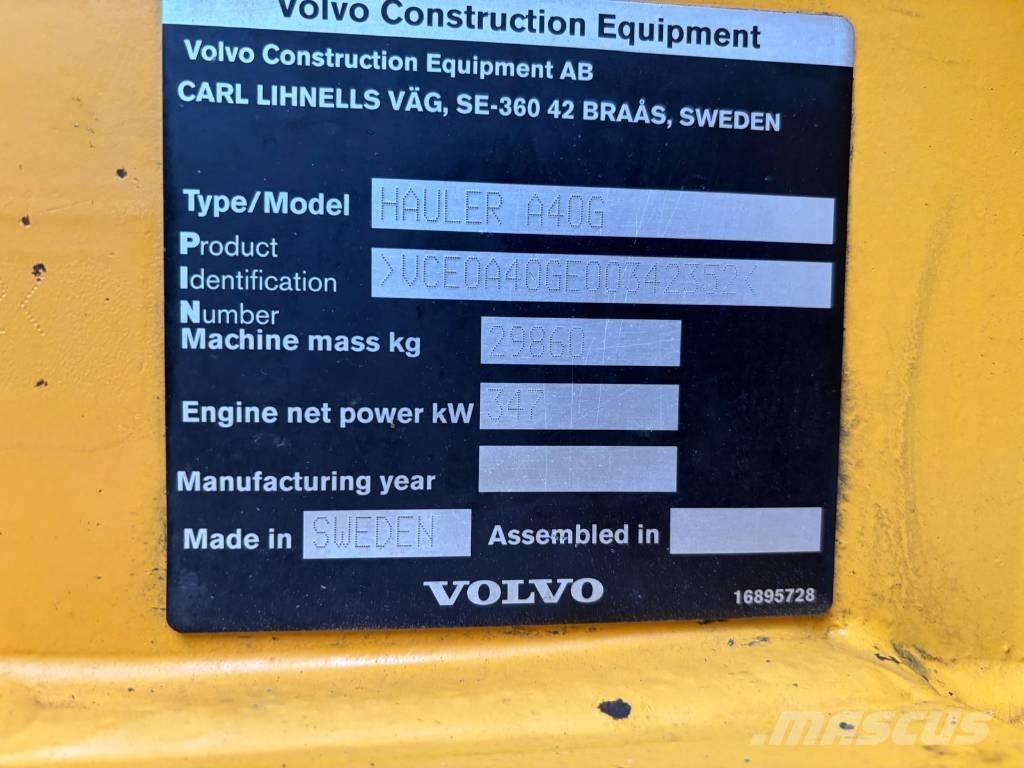 Volvo Construction Equipment
Volvo Construction Equipment AB
CARL LIHNELLS VÄG, SE-360 42 BRAÅS, SWEDEN
Type/Model HAULER A40G
Product
Identification >VCE0A40GE00342352<
Number
Machine mass kg 29860
Engine net power kW 347
Manufacturing year
Made in SWEDEN Assembled in
VOLVO 16895728
mascus